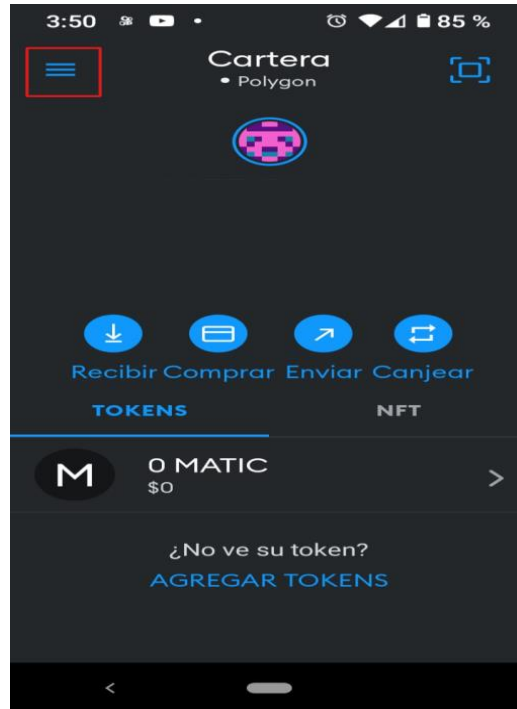 3:50 85 %
Cartera
• Polygon
Recibir Comprar Enviar Canjear
TOKENS NFT
M 0 MATIC
$0
¿No ve su token?
AGREGAR TOKENS